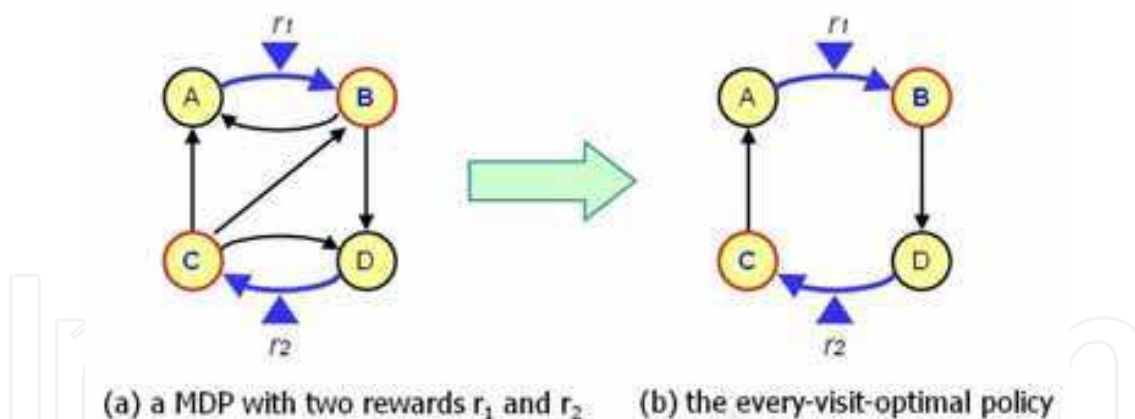 r1 r1
A B A B
C D C D
r2 r2
(a) a MDP with two rewards r₁ and r₂ (b) the every-visit-optimal policy